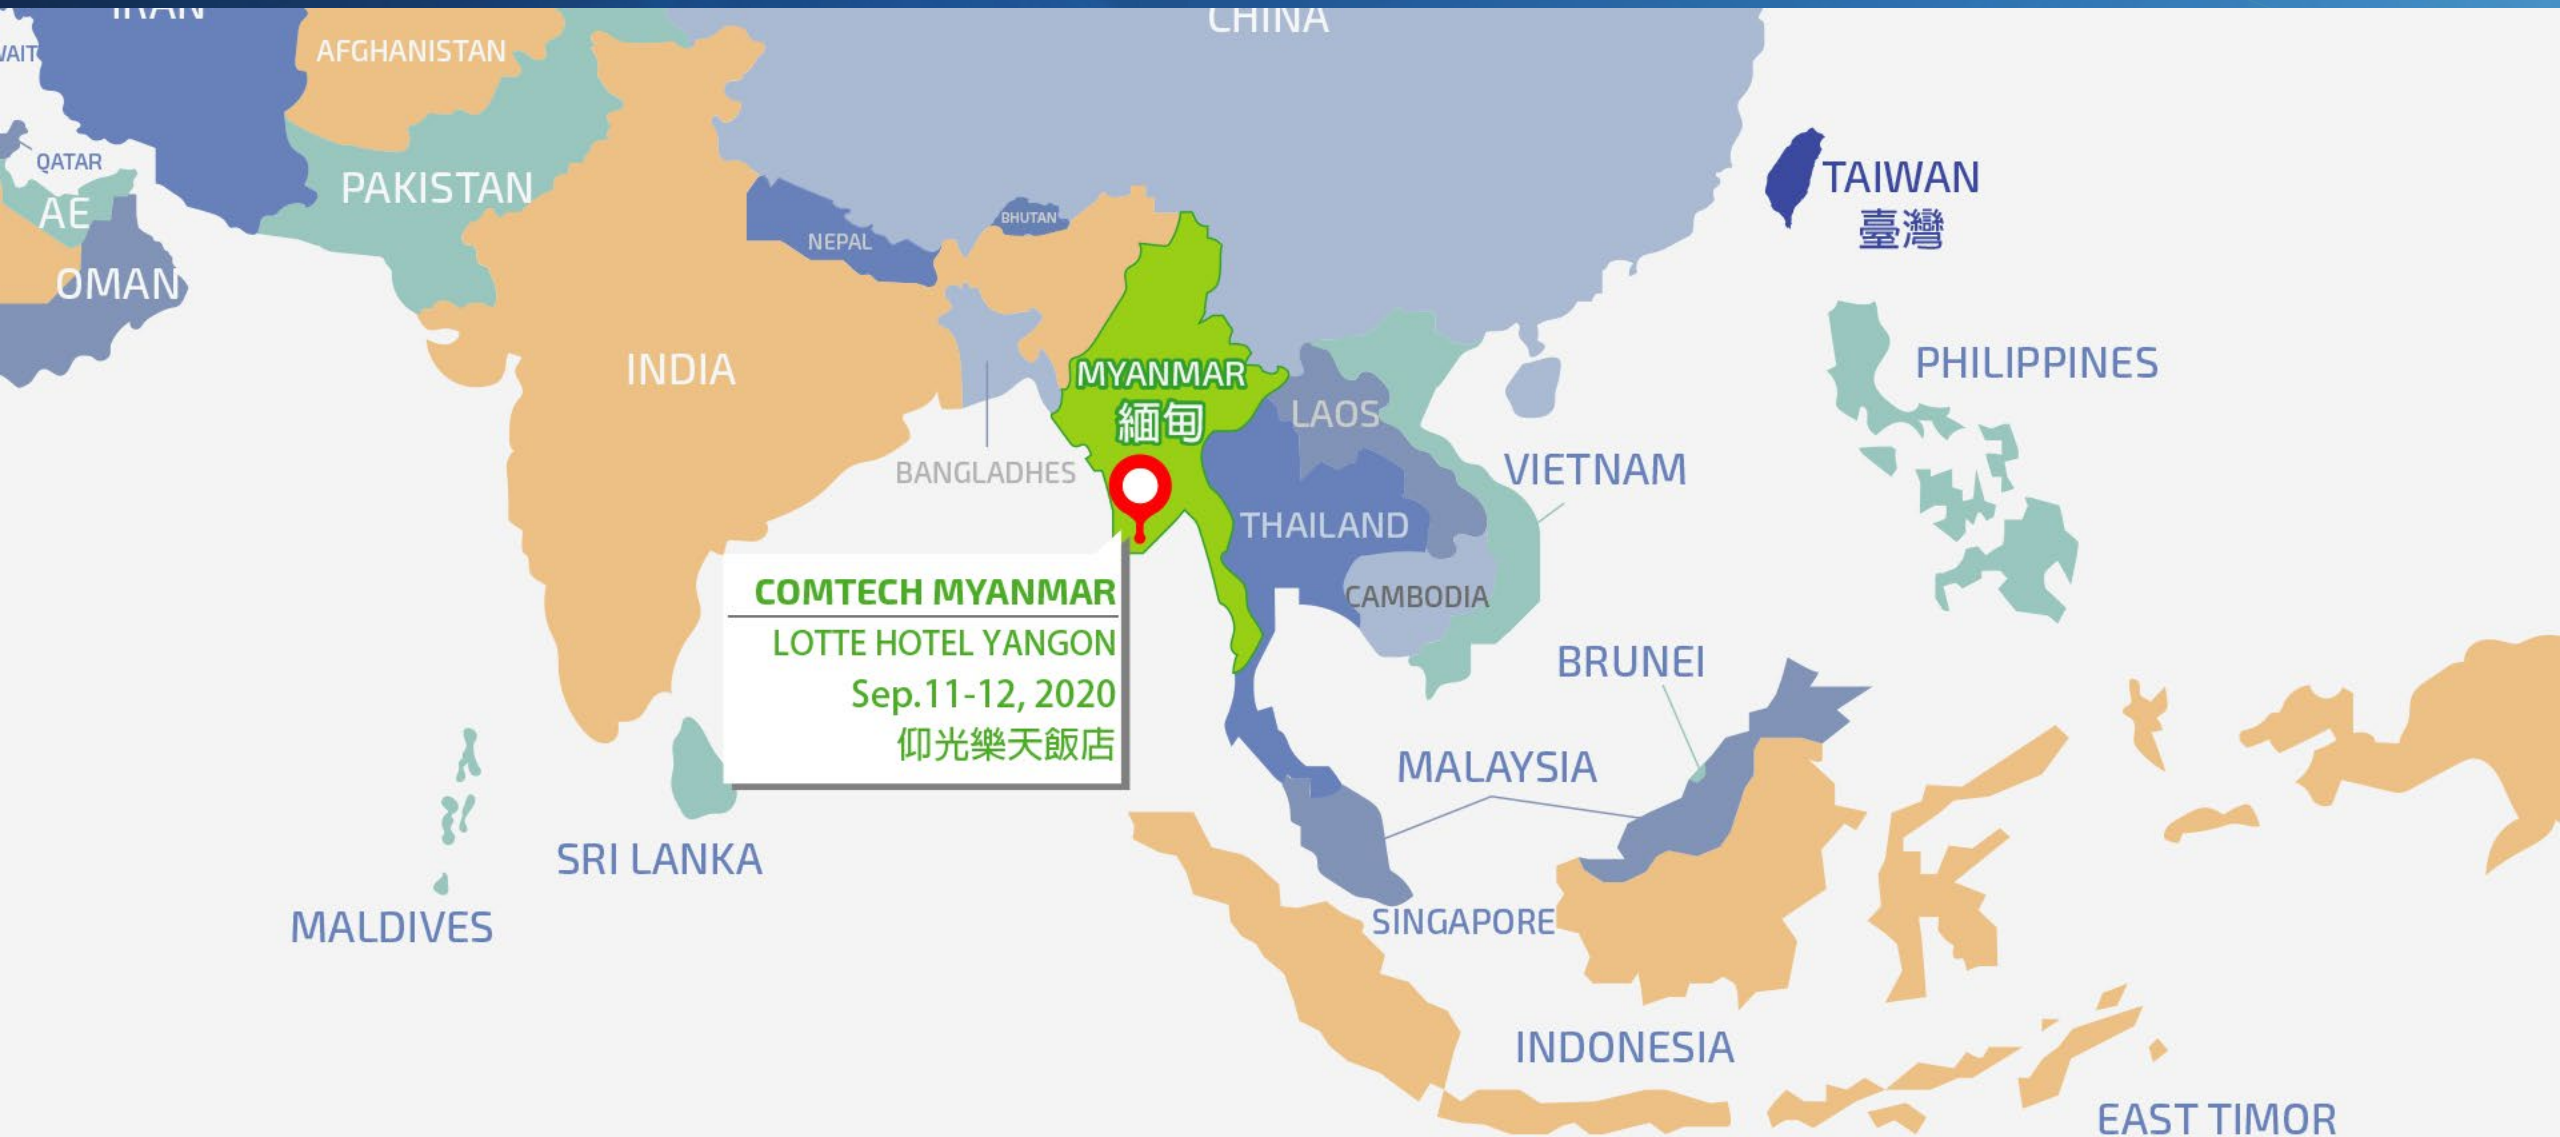 IRAN
CHINA
AFGHANISTAN
QATAR
PAKISTAN
TAIWAN
臺灣
AE
NEPAL
BHUTAN
OMAN
INDIA
MYANMAR
緬甸
LAOS
PHILIPPINES
BANGLADHES
VIETNAM
THAILAND
CAMBODIA
COMTECH MYANMAR
LOTTE HOTEL YANGON
Sep.11-12, 2020
仰光樂天飯店
BRUNEI
MALAYSIA
SRI LANKA
MALDIVES
SINGAPORE
INDONESIA
EAST TIMOR